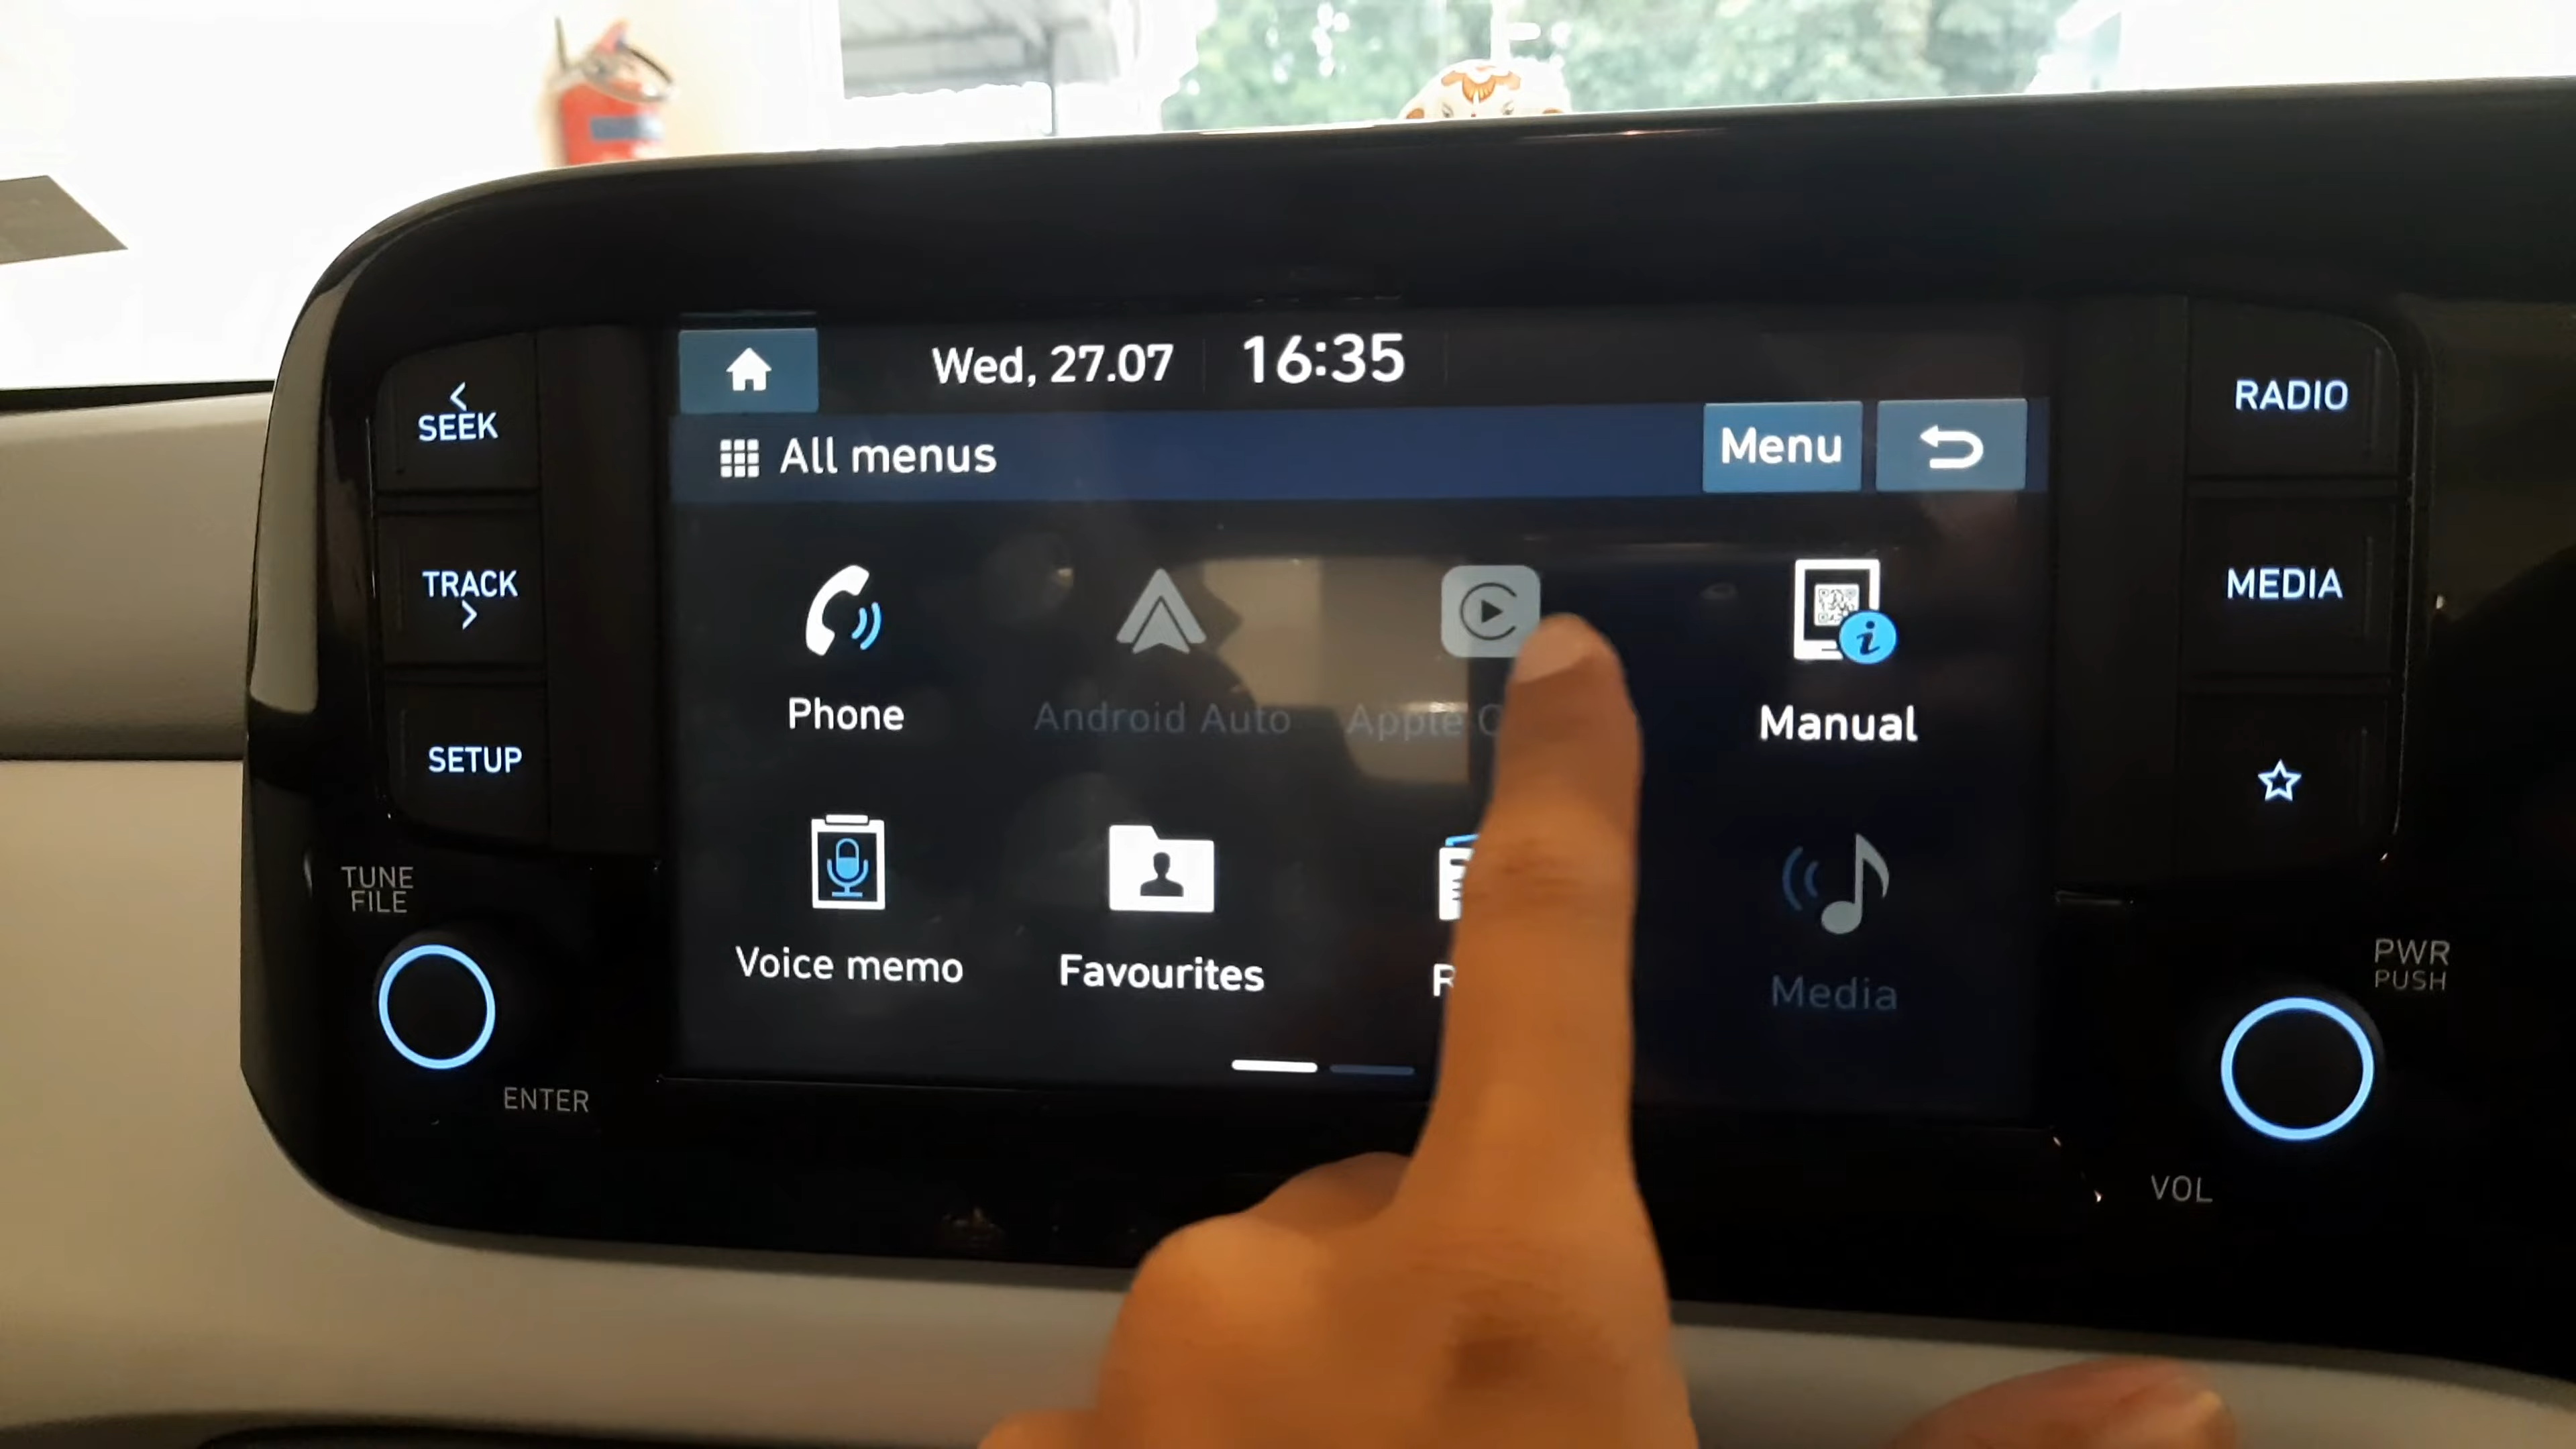 Wed, 27.07 16:35
All menus
Menu
Phone
Android Auto
Apple
Manual
Voice memo
Favourites
Media
< SEEK
TRACK >
SETUP
TUNE
FILE
ENTER
RADIO
MEDIA
PWR
PUSH
VOL